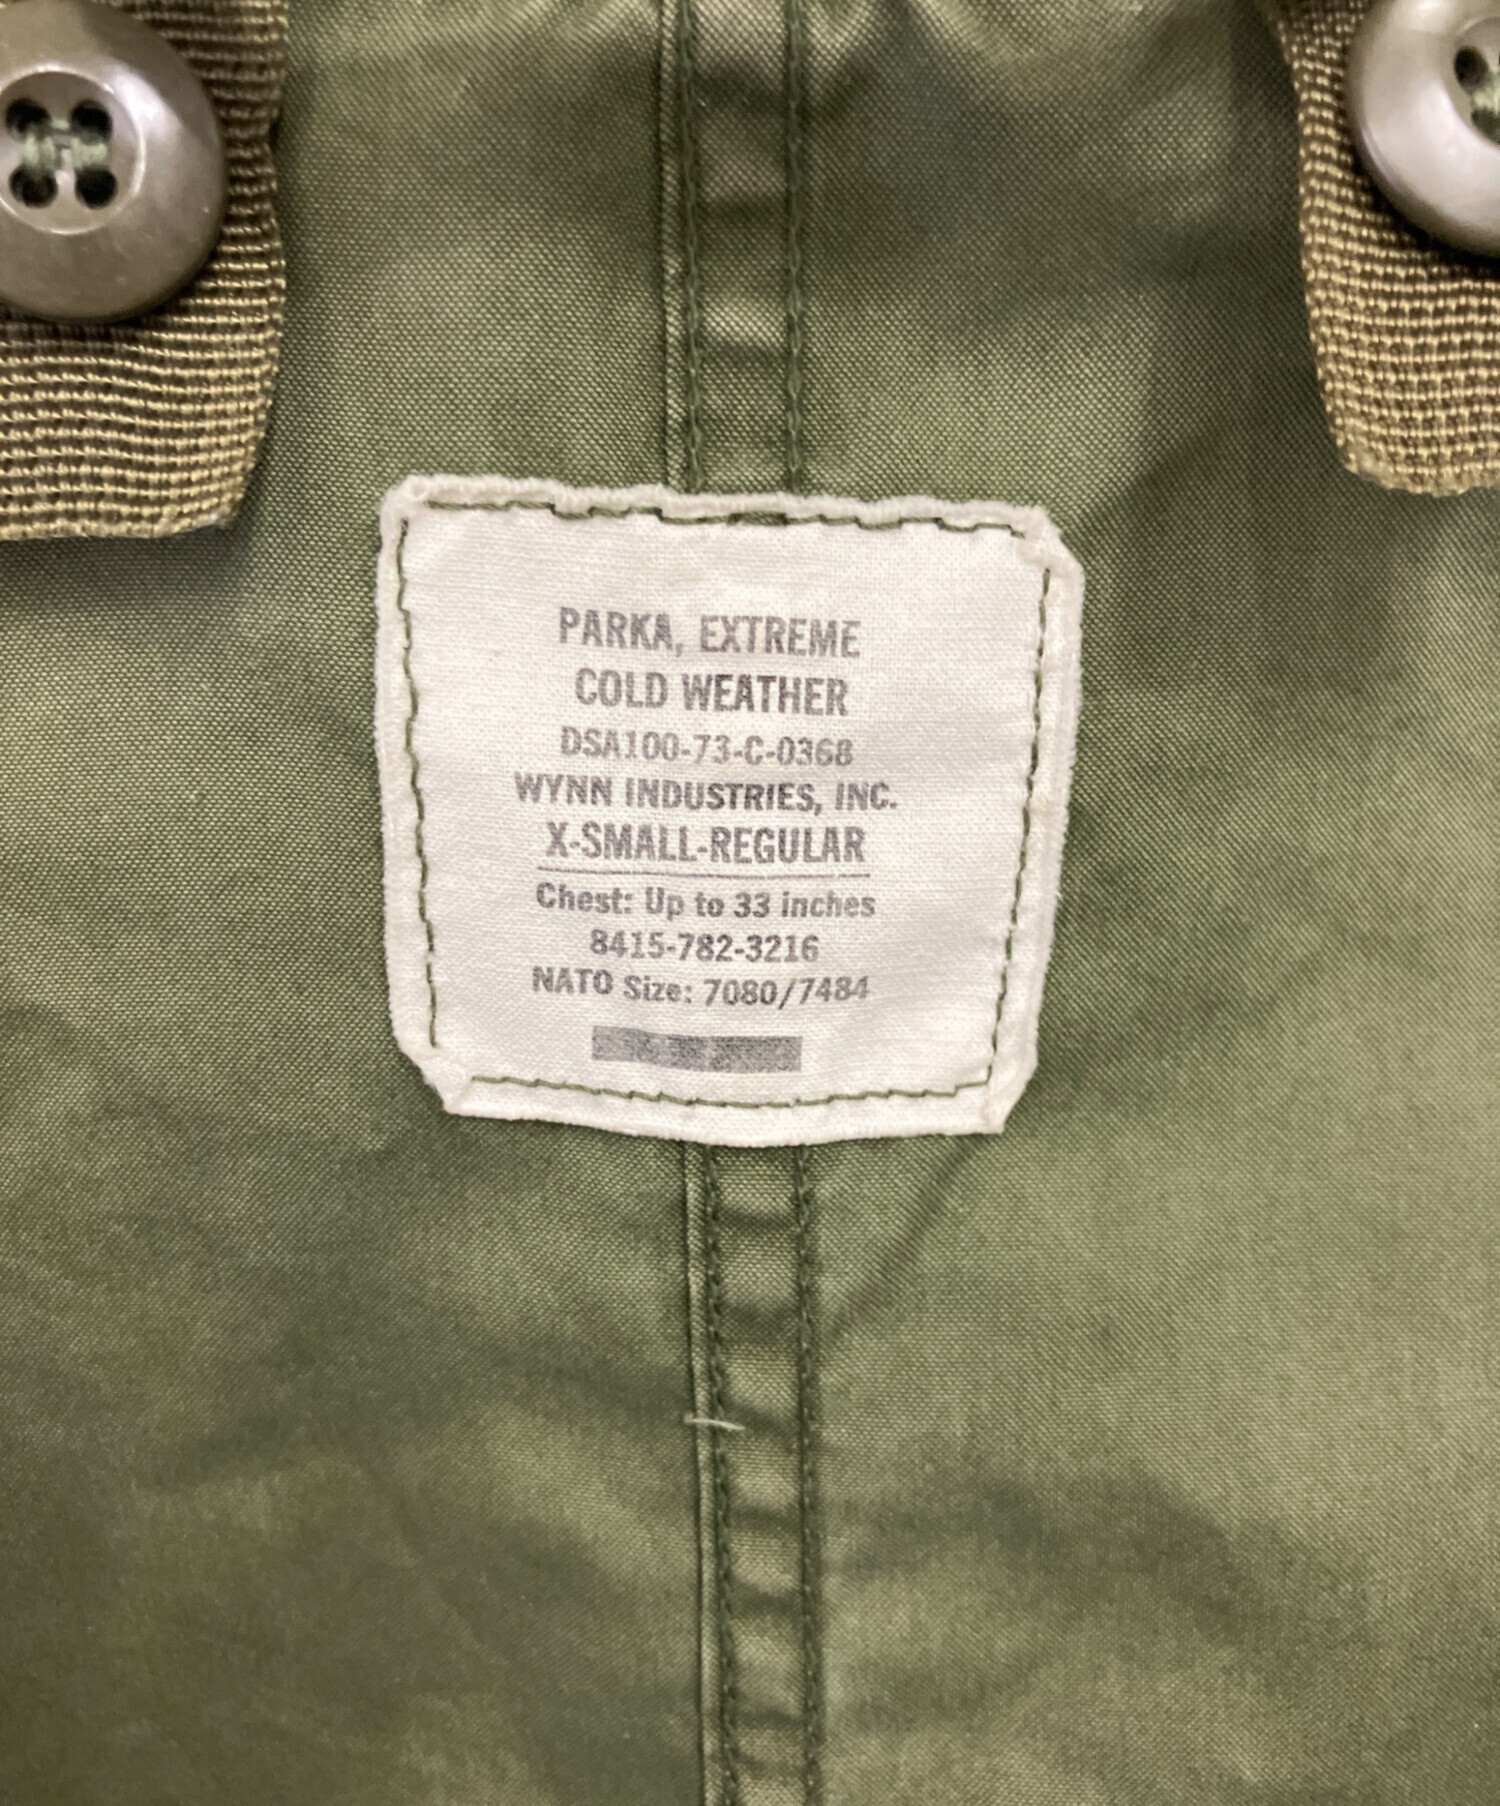 PARKA, EXTREME
COLD WEATHER
DSA100-73-C-0368
WYNN INDUSTRIES, INC.
X-SMALL-REGULAR
Chest: Up to 33 inches
8415-782-3216
NATO Size: 7080/7484